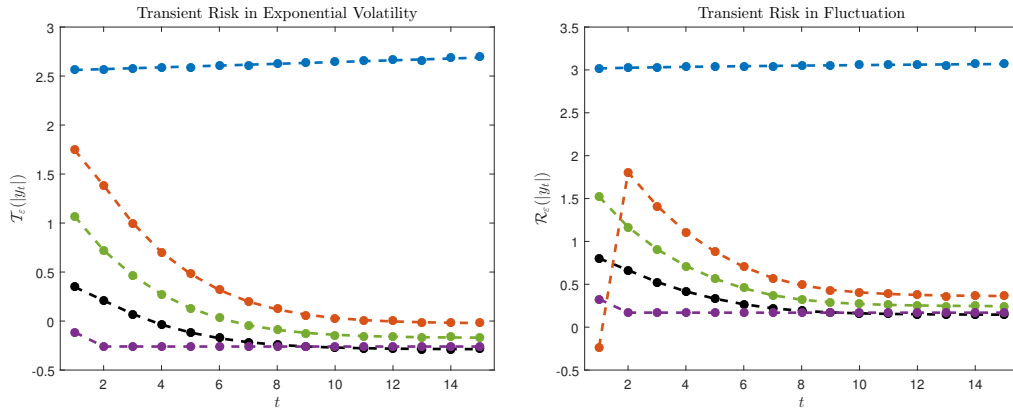 Transient Risk in Exponential Volatility
3
2.5
2
1.5
1
0.5
0
-0.5
2 4 6 8 10 12 14
t
𝒯ε(|yt|)
Transient Risk in Fluctuation
3.5
3
2.5
2
1.5
1
0.5
0
-0.5
2 4 6 8 10 12 14
t
ℛε(|yt|)